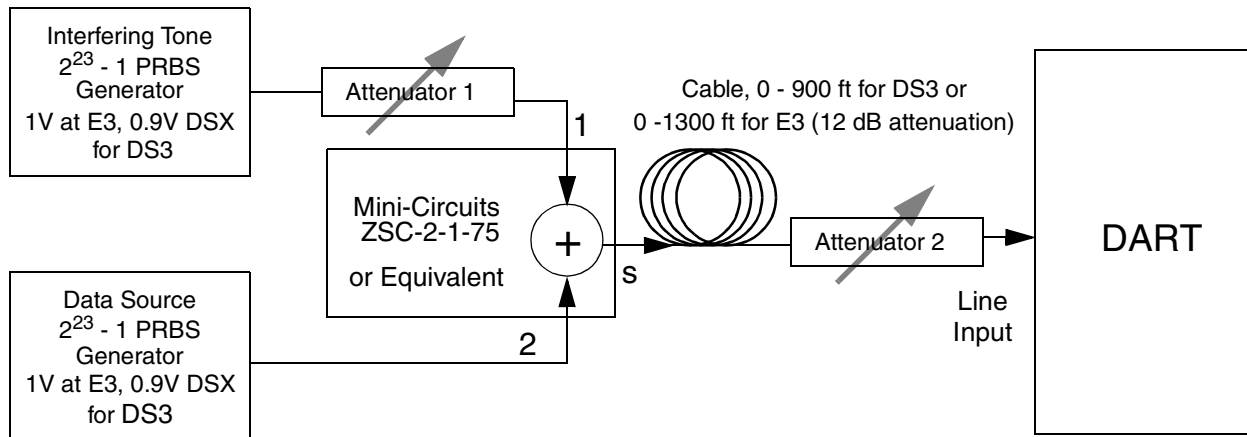 Interfering Tone
2²³ - 1 PRBS
Generator
1V at E3, 0.9V DSX
for DS3
Attenuator 1
1
Cable, 0 - 900 ft for DS3 or
0 -1300 ft for E3 (12 dB attenuation)
Mini-Circuits
ZSC-2-1-75
or Equivalent
+
s
2
Attenuator 2
Line
Input
DART
Data Source
2²³ - 1 PRBS
Generator
1V at E3, 0.9V DSX
for DS3